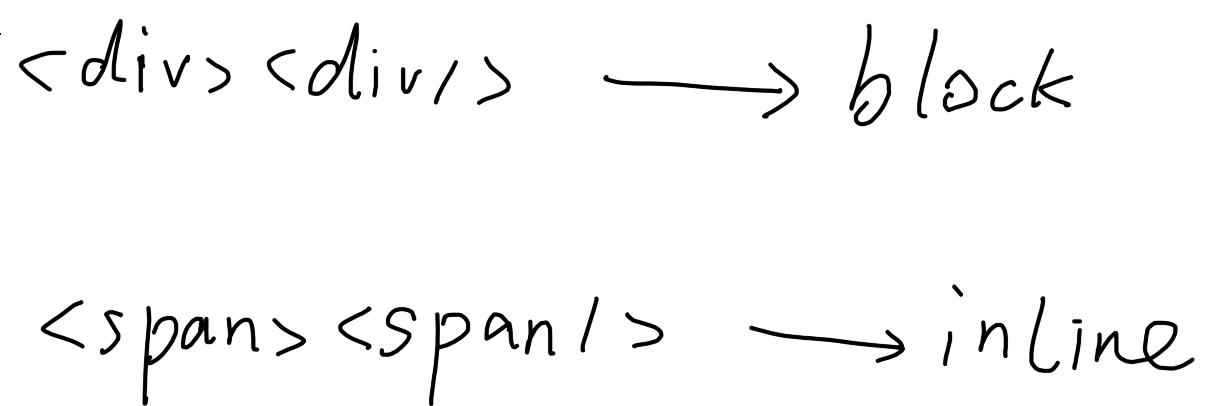 <div><div/> → block
<span><span/> → inline